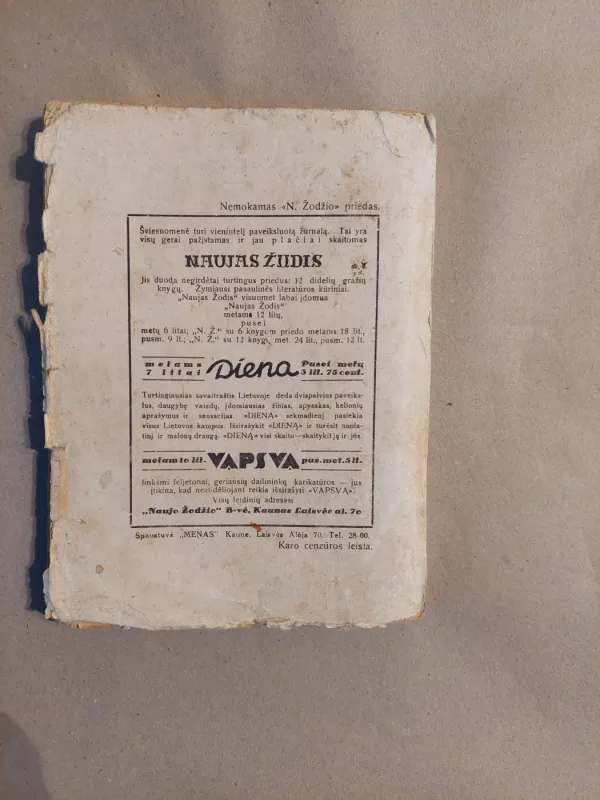 Nemokamas «N. Žodžio» priedas.
Šviesuomenė turi vienintelį paveiksluotą žurnalą. Tai yra
visų gerai pažįstamas ir jau plačiai skaitomas
NAUJAS ŽODIS
Jis duoda negirdėtai turtingus priedus: 12 didelių gražių
knygų. Žymiausi pasaulinės literatūros kūriniai.
„Naujas Žodis“ visuomet labai įdomus
„Naujas Žodis“
metams 12 litų,
pusei
metų 6 litai; „N. Ž.“ su 6 knygom priedo metams 18 lit.,
pusm. 9 lt.; „N. Ž.“ su 12 knygų, met. 24 lit., pusm. 12 lt.
metams 7 litai Diena Pusei metų 3 lit. 75 cent.
Turtingiausias savaitraštis Lietuvoje deda dvispalvius paveiks-
lus, daugybę vaizdų, įdomiausias žinias, apysakas, kelionių
aprašymus ir sensacijas. «DIENA» sekmadienį pasiekia
visus Lietuvos kampus. Išsirašykit «DIENĄ» ir turėsit nuola-
tinį ir malonų draugą. «DIENĄ» visi skaito—skaitykit ją ir jūs.
metam 10 lit. VAPSVA pus. met. 5 lt.
linksmi feljetonai, geriausių dailininkų karikatūros — jus
įtikina, kad neatidėliojant reikia išsirašyti «VAPSVĄ».
Visų leidinių adresas:
„Naujo Žodžio“ B-vė, Kaunas Laisvės al. 70
Spaustuvė „MENAS“ Kaune, Laisvės Alėja 70, Tel. 28-00.
Karo cenzūros leista.